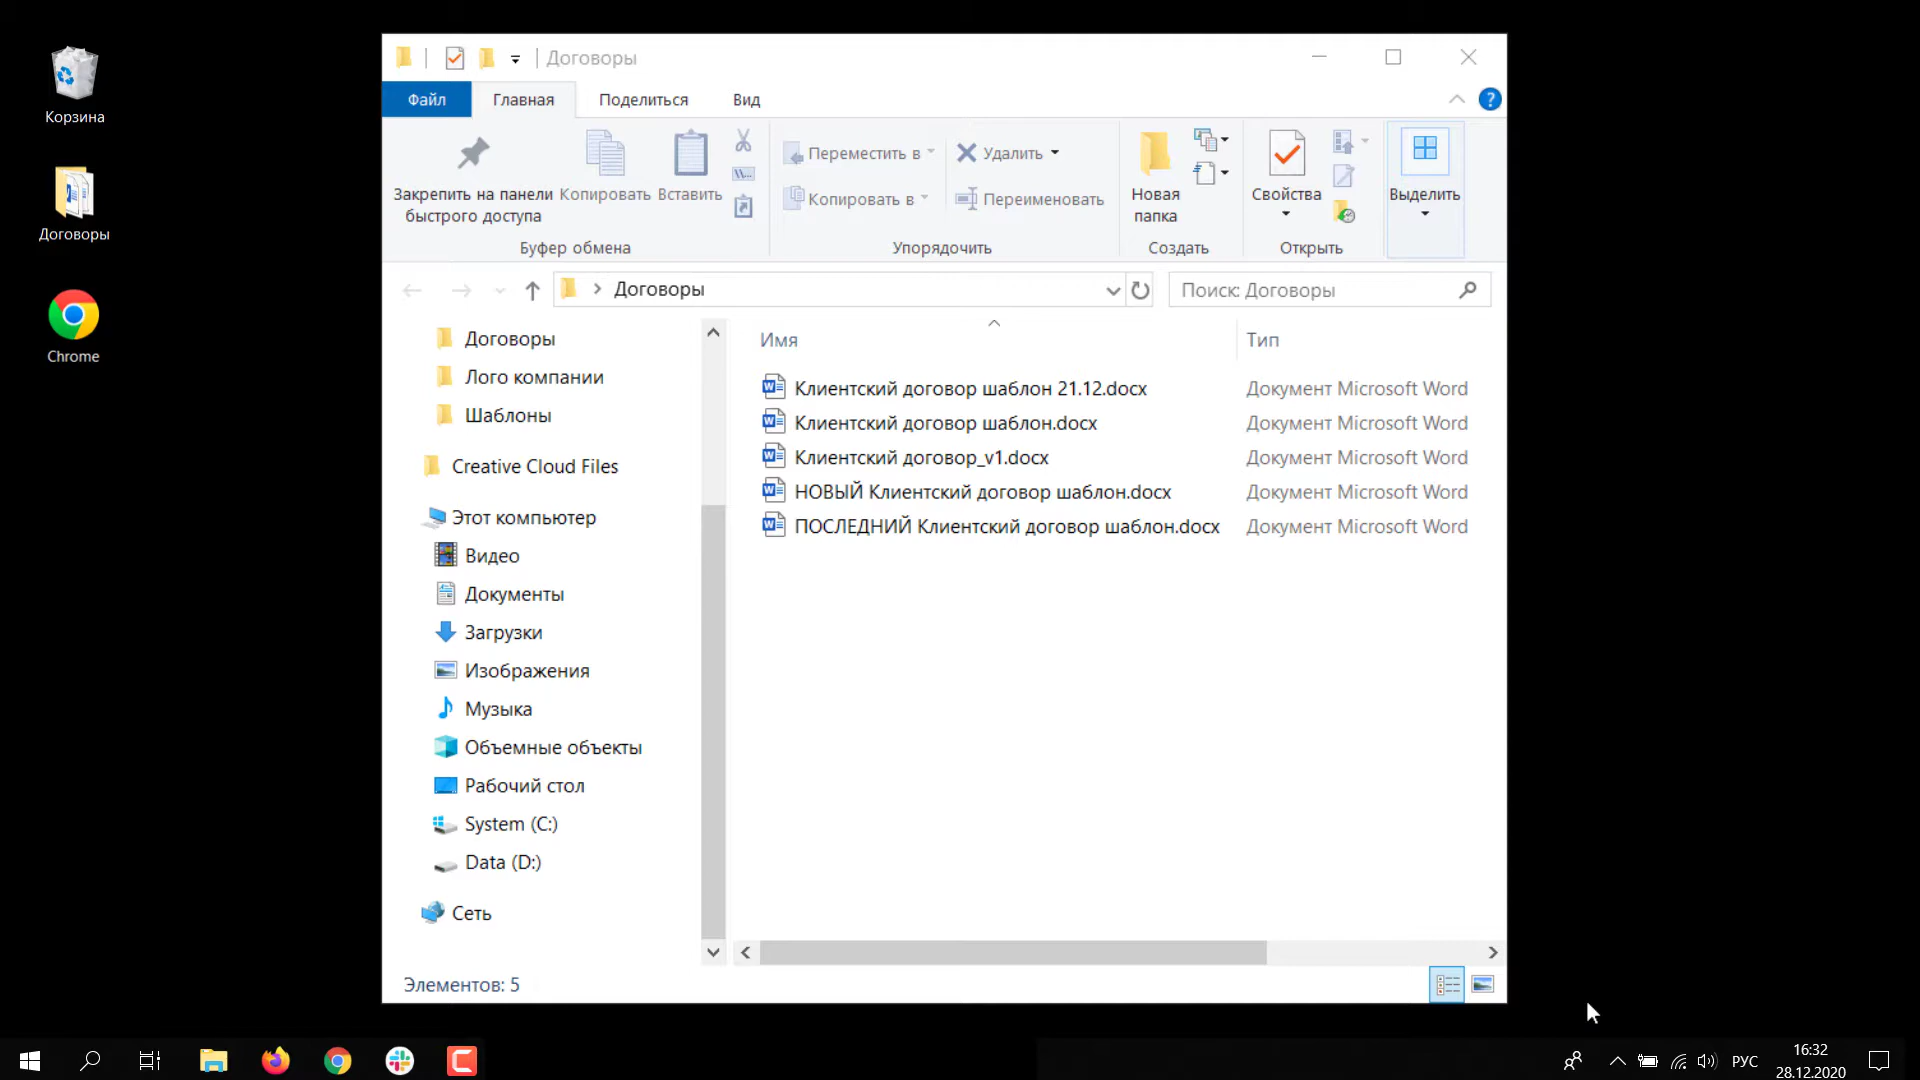 Корзина
Договоры
Chrome
Договоры
Файл
Главная
Поделиться
Вид
Закрепить на панели
быстрого доступа
Копировать
Вставить
Буфер обмена
Переместить в
Копировать в
Удалить
Переименовать
Упорядочить
Новая
папка
Создать
Свойства
Открыть
Выделить
Договоры
Поиск: Договоры
Договоры
Лого компании
Шаблоны
Creative Cloud Files
Этот компьютер
Видео
Документы
Загрузки
Изображения
Музыка
Объемные объекты
Рабочий стол
System (C:)
Data (D:)
Сеть
Имя
Тип
Клиентский договор шаблон 21.12.docx
Документ Microsoft Word
Клиентский договор шаблон.docx
Документ Microsoft Word
Клиентский договор_v1.docx
Документ Microsoft Word
НОВЫЙ Клиентский договор шаблон.docx
Документ Microsoft Word
ПОСЛЕДНИЙ Клиентский договор шаблон.docx
Документ Microsoft Word
Элементов: 5
РУС
16:32
28.12.2020